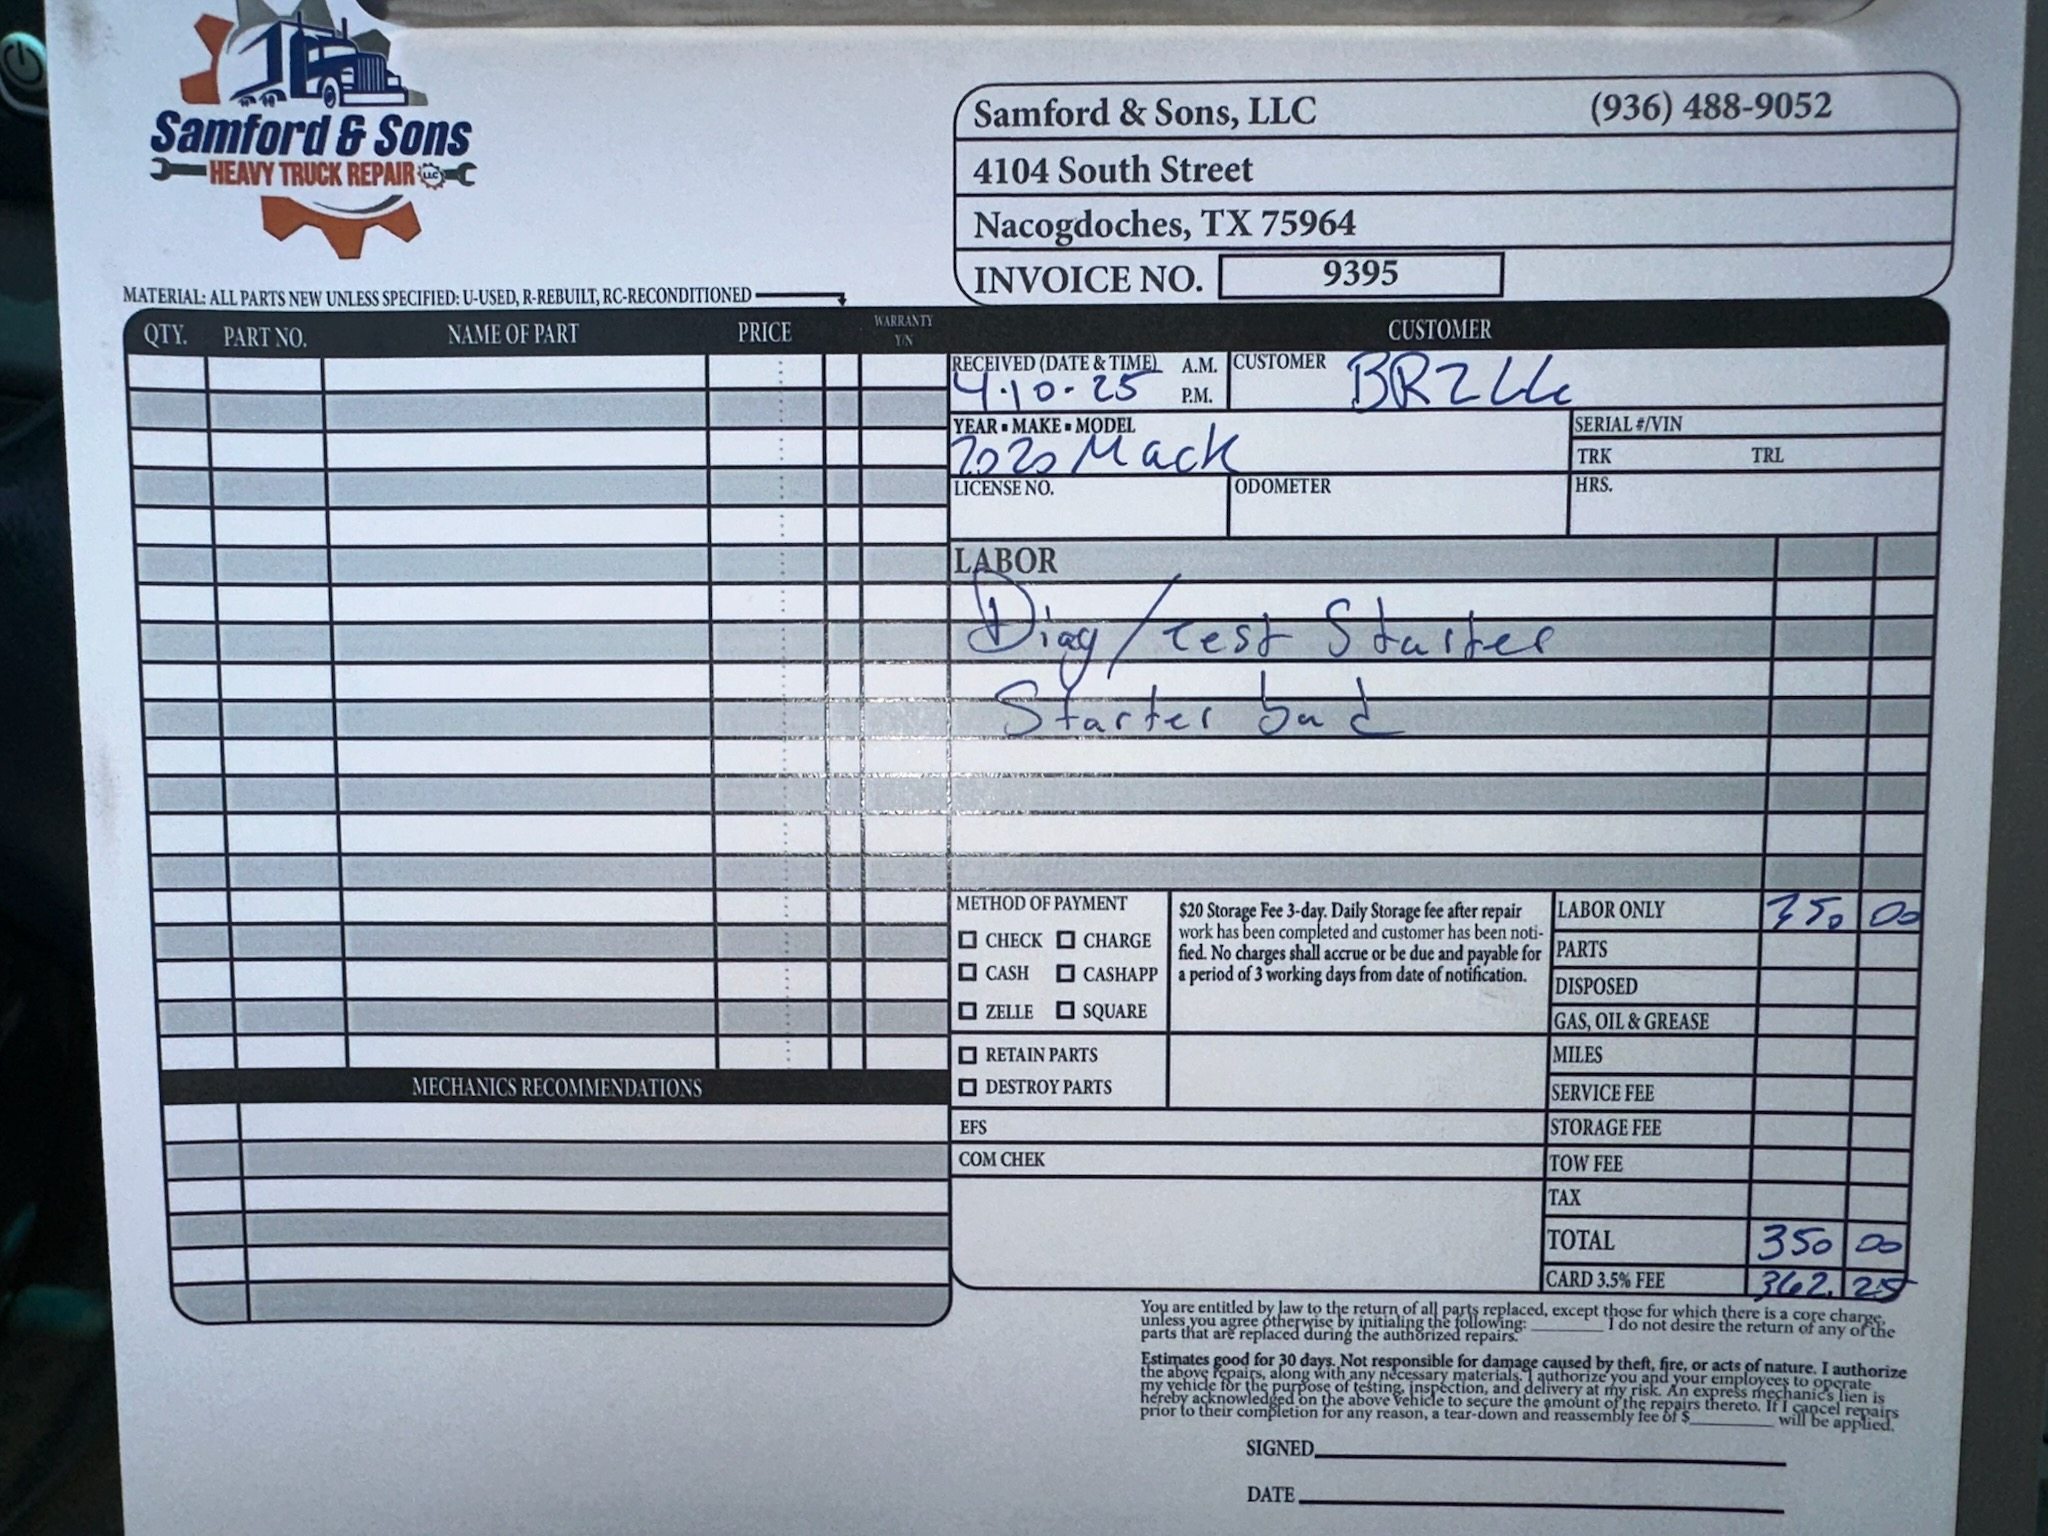 Samford & Sons
HEAVY TRUCK REPAIR LLC
Samford & Sons, LLC (936) 488-9052
4104 South Street
Nacogdoches, TX 75964
INVOICE NO. 9395
MATERIAL: ALL PARTS NEW UNLESS SPECIFIED: U-USED, R-REBUILT, RC-RECONDITIONED
QTY. PART NO. NAME OF PART PRICE WARRANTY Y/N
CUSTOMER
RECEIVED (DATE & TIME) A.M. P.M.
4-10-25
CUSTOMER BRZLLC
YEAR ▪ MAKE ▪ MODEL
2020 Mack
SERIAL #/VIN
TRK TRL
LICENSE NO. ODOMETER HRS.
LABOR
Diag/test Starter
Starter bad
METHOD OF PAYMENT
CHECK CHARGE
CASH CASHAPP
ZELLE SQUARE
$20 Storage Fee 3-day. Daily Storage fee after repair
work has been completed and customer has been noti-
fied. No charges shall accrue or be due and payable for
a period of 3 working days from date of notification.
RETAIN PARTS
DESTROY PARTS
EFS
COM CHEK
LABOR ONLY 350 00
PARTS
DISPOSED
GAS, OIL & GREASE
MILES
SERVICE FEE
STORAGE FEE
TOW FEE
TAX
TOTAL 350 00
CARD 3.5% FEE 362.25
MECHANICS RECOMMENDATIONS
You are entitled by law to the return of all parts replaced, except those for which there is a core charge,
unless you agree otherwise by initialing the following: ________ I do not desire the return of any of the
parts that are replaced during the authorized repairs.
Estimates good for 30 days. Not responsible for damage caused by theft, fire, or acts of nature. I authorize
the above repairs, along with any necessary materials. I authorize you and your employees to operate
my vehicle for the purpose of testing, inspection, and delivery at my risk. An express mechanic's lien is
hereby acknowledged on the above vehicle to secure the amount of the repairs thereto. If I cancel repairs
prior to their completion for any reason, a tear-down and reassembly fee of $________ will be applied.
SIGNED
DATE